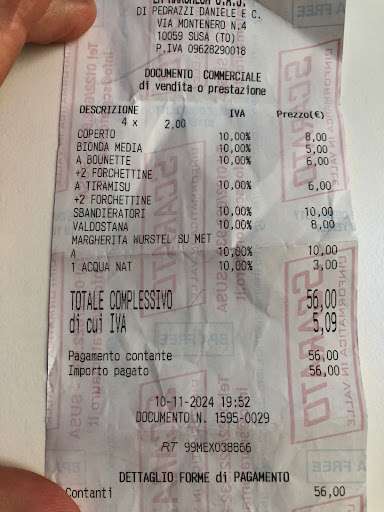 DI PEDRAZZI DANIELE E C.
VIA MONTENERO N.4
10059 SUSA (TO)
P.IVA 09628290018
DOCUMENTO COMMERCIALE
di vendita o prestazione
DESCRIZIONE IVA Prezzo(€)
4 x 2,00
COPERTO 10,00% 8,00
BIONDA MEDIA 10,00% 5,00
A BOUNETTE 10,00% 6,00
+2 FORCHETTINE
A TIRAMISU 10,00% 6,00
+2 FORCHETTINE
SBANDIERATORI 10,00% 10,00
VALDOSTANA 10,00% 8,00
MARGHERITA WURSTEL SU MET
A 10,00% 10,00
1 ACQUA NAT 10,00% 3,00
TOTALE COMPLESSIVO 56,00
di cui IVA 5,09
Pagamento contante 56,00
Importo pagato 56,00
10-11-2024 19:52
DOCUMENTO N. 1595-0029
RT 99MEX038866
DETTAGLIO FORME di PAGAMENTO
Contanti 56,00